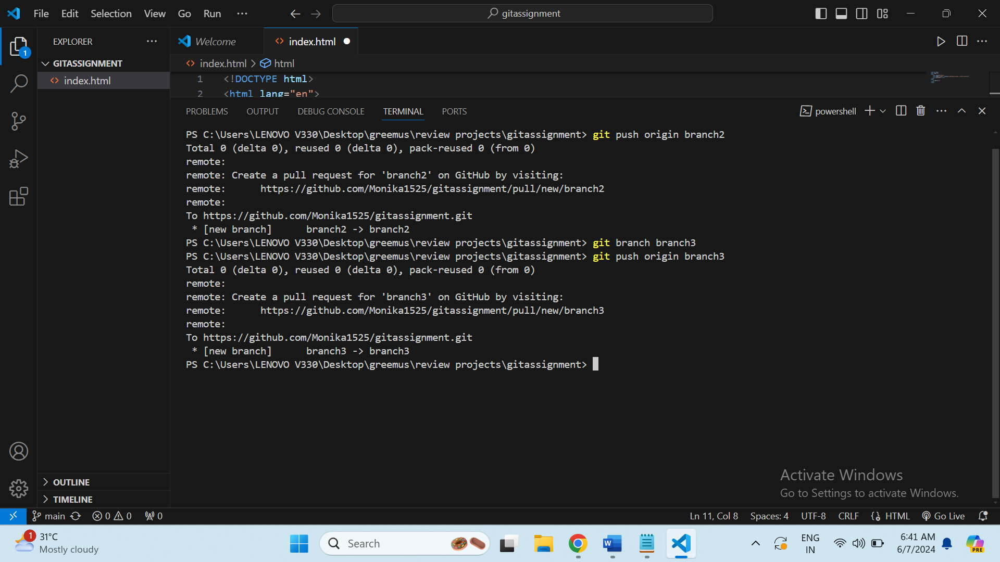 File Edit Selection View Go Run ···
gitassignment
EXPLORER
Welcome
index.html
1
GITASSIGNMENT
index.html > html
index.html
1 <!DOCTYPE html>
2 <html lang="en">
PROBLEMS OUTPUT DEBUG CONSOLE TERMINAL PORTS
powershell
PS C:\Users\LENOVO V330\Desktop\greemus\review projects\gitassignment> git push origin branch2
Total 0 (delta 0), reused 0 (delta 0), pack-reused 0 (from 0)
remote:
remote: Create a pull request for 'branch2' on GitHub by visiting:
remote:      https://github.com/Monika1525/gitassignment/pull/new/branch2
remote:
To https://github.com/Monika1525/gitassignment.git
 * [new branch]      branch2 -> branch2
PS C:\Users\LENOVO V330\Desktop\greemus\review projects\gitassignment> git branch branch3
PS C:\Users\LENOVO V330\Desktop\greemus\review projects\gitassignment> git push origin branch3
Total 0 (delta 0), reused 0 (delta 0), pack-reused 0 (from 0)
remote:
remote: Create a pull request for 'branch3' on GitHub by visiting:
remote:      https://github.com/Monika1525/gitassignment/pull/new/branch3
remote:
To https://github.com/Monika1525/gitassignment.git
 * [new branch]      branch3 -> branch3
PS C:\Users\LENOVO V330\Desktop\greemus\review projects\gitassignment>
Activate Windows
Go to Settings to activate Windows.
OUTLINE
TIMELINE
main 0 0 0
Ln 11, Col 8 Spaces: 4 UTF-8 CRLF HTML Go Live
1 31°C
Mostly cloudy
Search
W
ENG
IN
6:41 AM
6/7/2024
PRE